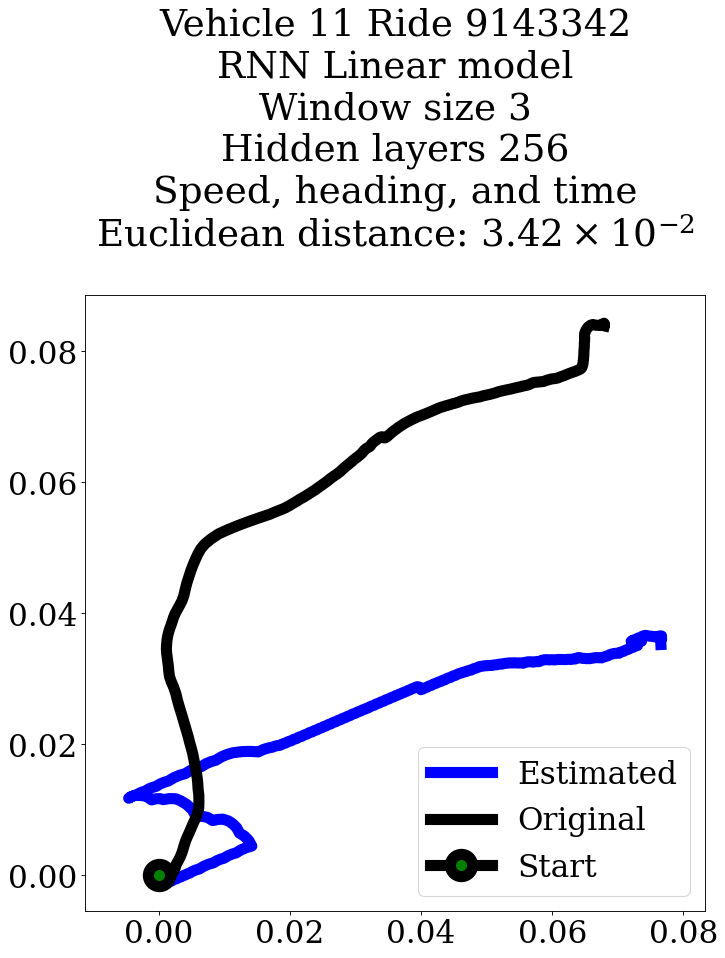 Vehicle 11 Ride 9143342
RNN Linear model
Window size 3
Hidden layers 256
Speed, heading, and time
Euclidean distance: 3.42 × 10⁻²
0.08
0.06
0.04
0.02
0.00
Estimated
Original
Start
0.00 0.02 0.04 0.06 0.08